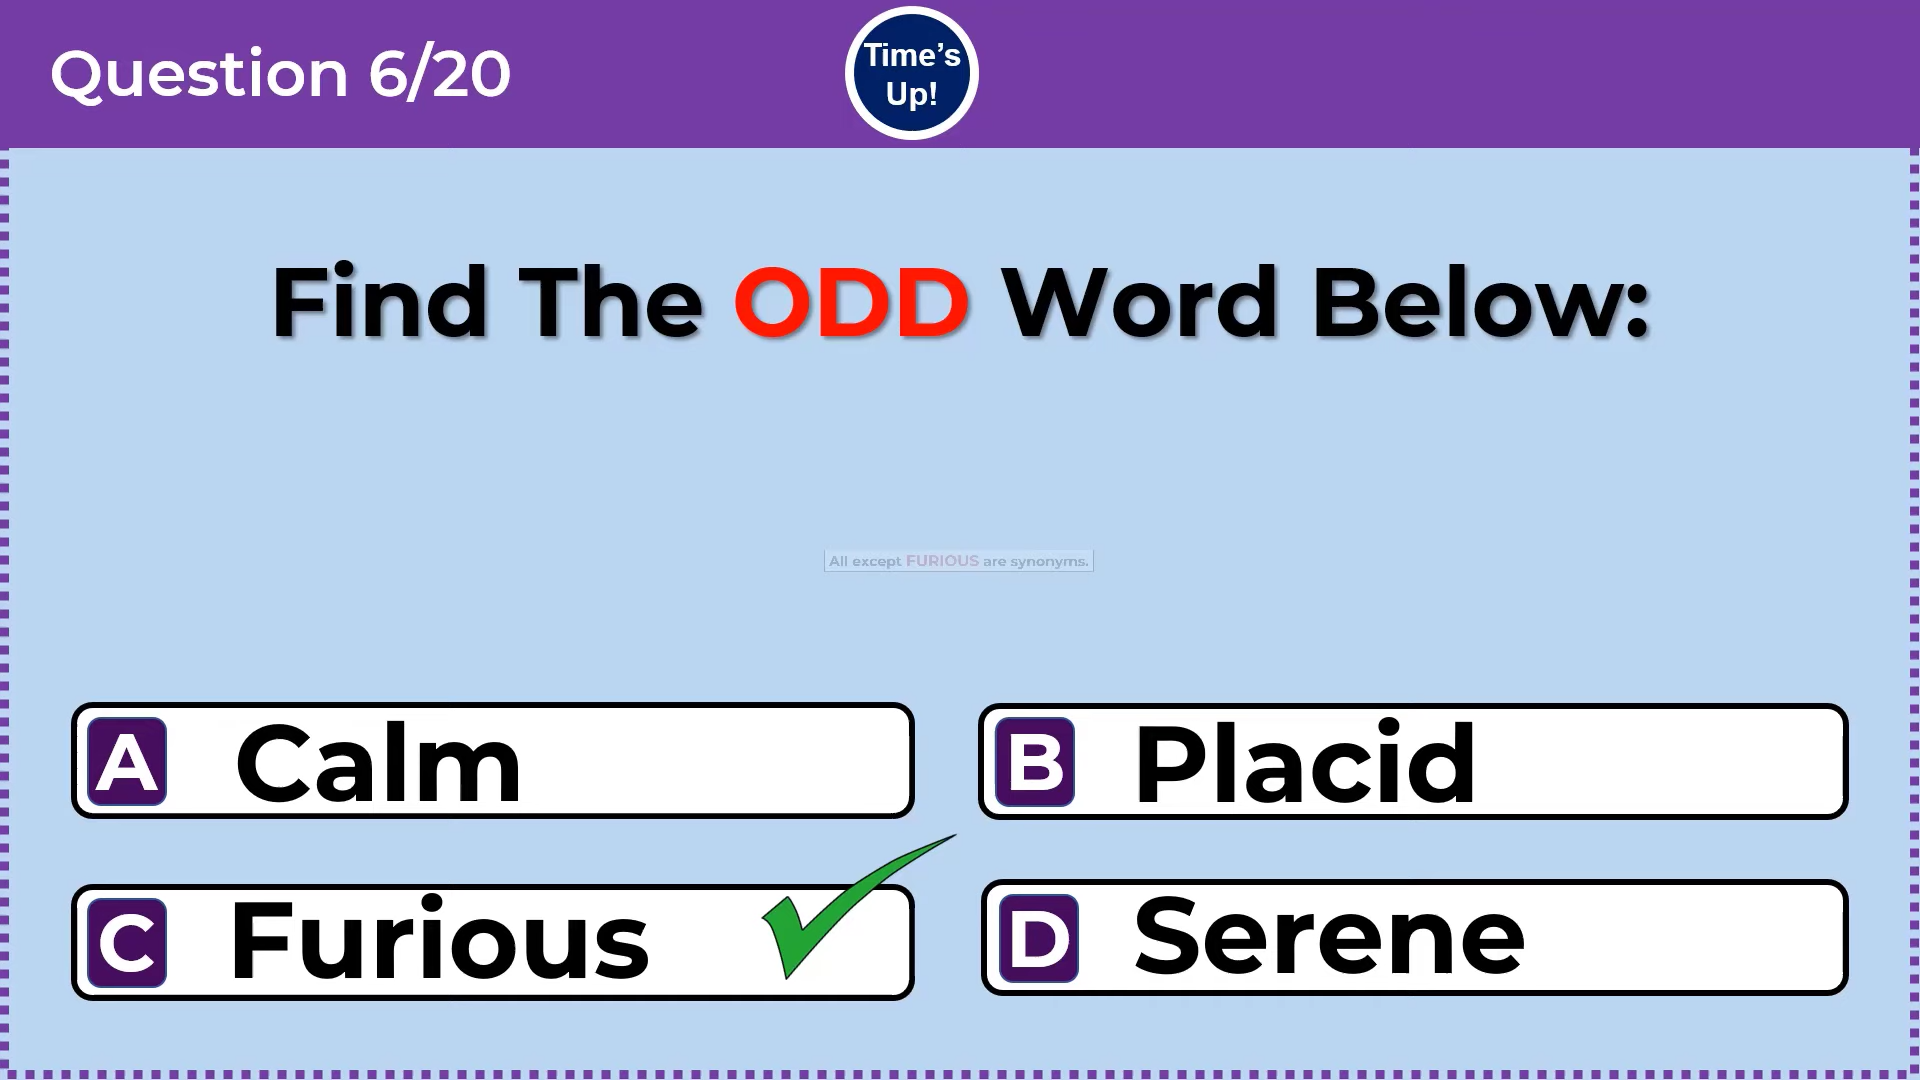 Question 6/20
Time's
Up!
Find The ODD Word Below:
All except FURIOUS are synonyms.
A Calm
B Placid
C Furious
D Serene